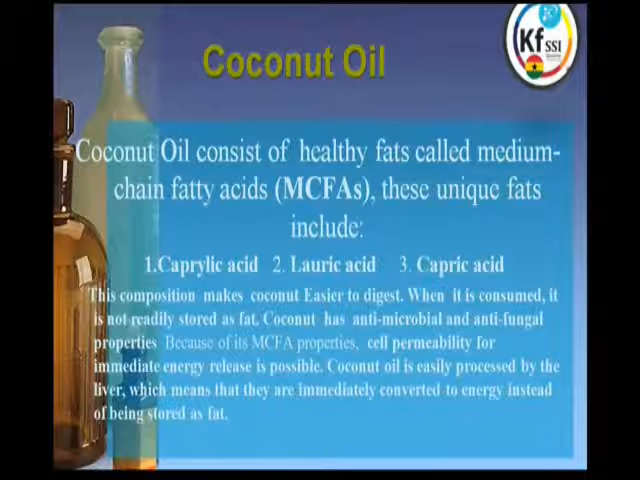 Coconut Oil
Kf SSI
Coconut Oil consist of healthy fats called medium-
chain fatty acids (MCFAs), these unique fats
include:
1.Caprylic acid 2. Lauric acid 3. Capric acid
This composition makes coconut Easier to digest. When it is consumed, it
is not readily stored as fat. Coconut has anti-microbial and anti-fungal
properties Because of its MCFA properties, cell permeability for
immediate energy release is possible. Coconut oil is easily processed by the
liver, which means that they are immediately converted to energy instead
of being stored as fat.